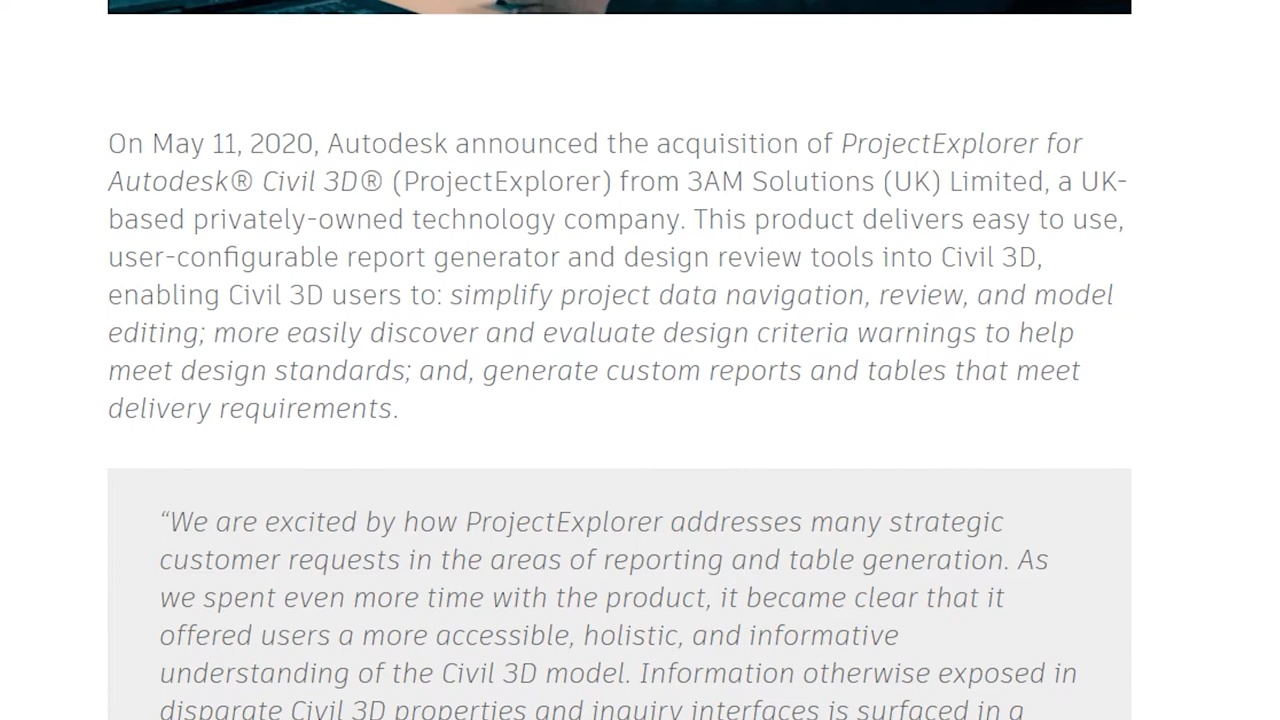 On May 11, 2020, Autodesk announced the acquisition of ProjectExplorer for
Autodesk® Civil 3D® (ProjectExplorer) from 3AM Solutions (UK) Limited, a UK-
based privately-owned technology company. This product delivers easy to use,
user-configurable report generator and design review tools into Civil 3D,
enabling Civil 3D users to: simplify project data navigation, review, and model
editing; more easily discover and evaluate design criteria warnings to help
meet design standards; and, generate custom reports and tables that meet
delivery requirements.
“We are excited by how ProjectExplorer addresses many strategic
customer requests in the areas of reporting and table generation. As
we spent even more time with the product, it became clear that it
offered users a more accessible, holistic, and informative
understanding of the Civil 3D model. Information otherwise exposed in
disparate Civil 3D properties and inquiry interfaces is surfaced in a